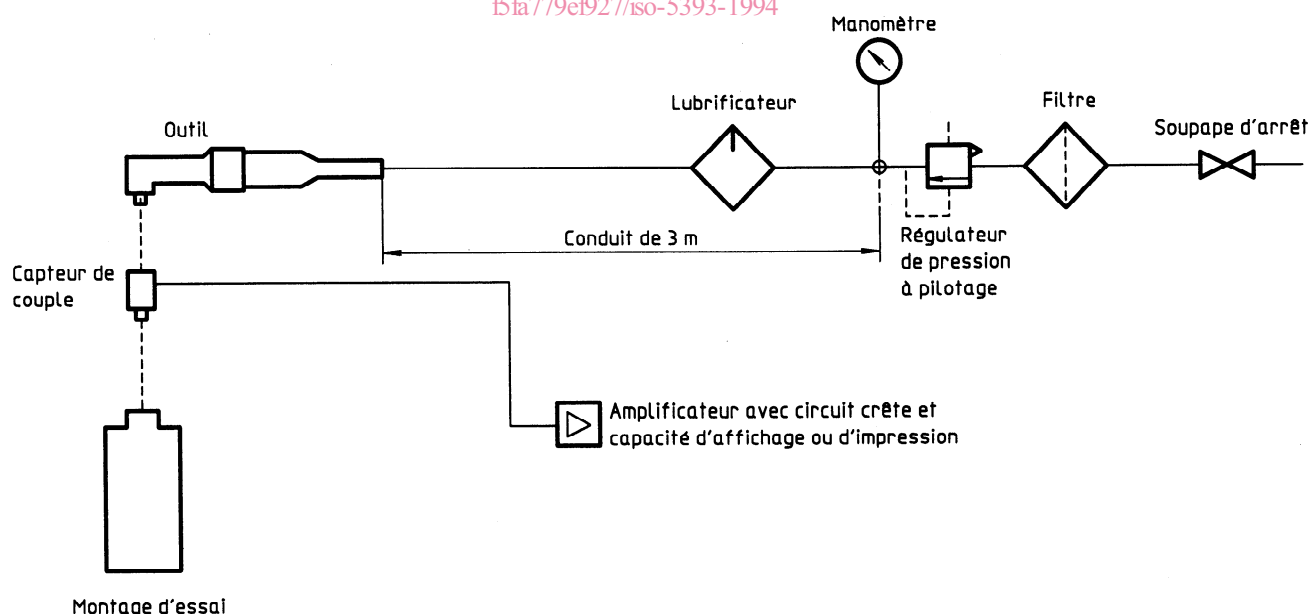 f5fa779ef927/iso-5393-1994
Manomètre
Lubrificateur
Filtre
Outil
Soupape d'arrêt
Conduit de 3 m
Régulateur
de pression
à pilotage
Capteur de
couple
Amplificateur avec circuit crête et
capacité d'affichage ou d'impression
Montage d'essai